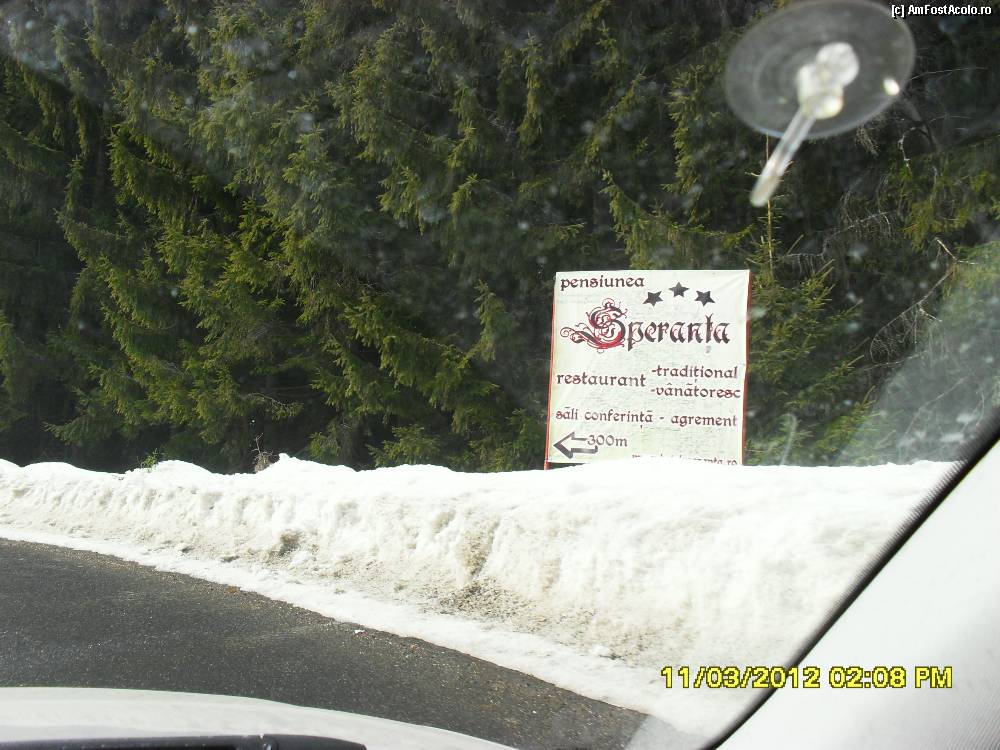 [c] AmFostAcolo.ro
pensiunea
Speranta
restaurant -tradițional
-vânătoresc
săli conferință - agrement
300m
11/03/2012 02:08 PM